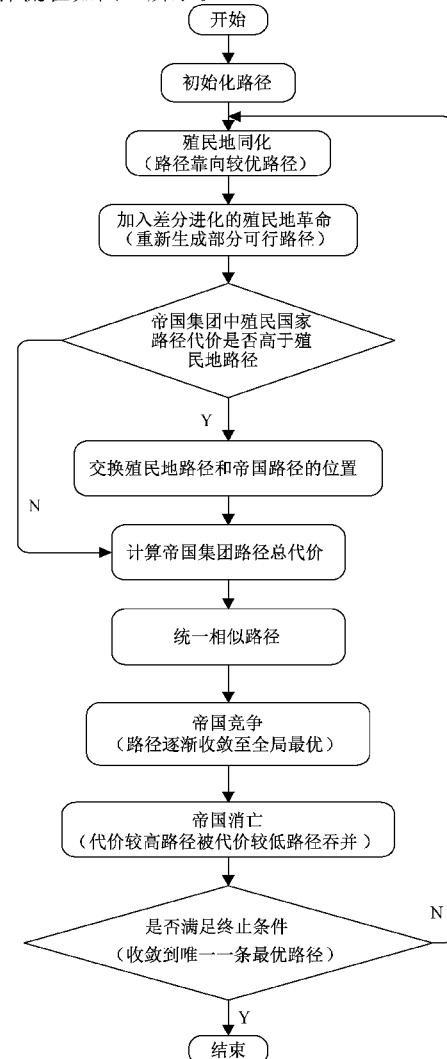 开始
初始化路径
殖民地同化
（路径靠向较优路径）
加入差分进化的殖民地革命
（重新生成部分可行路径）
帝国集团中殖民国家
路径代价是否高于殖
民地路径
Y
交换殖民地路径和帝国路径的位置
N
计算帝国集团路径总代价
统一相似路径
帝国竞争
（路径逐渐收敛至全局最优）
帝国消亡
（代价较高路径被代价较低路径吞并）
N
是否满足终止条件
（收敛到唯一一条最优路径）
Y
结束